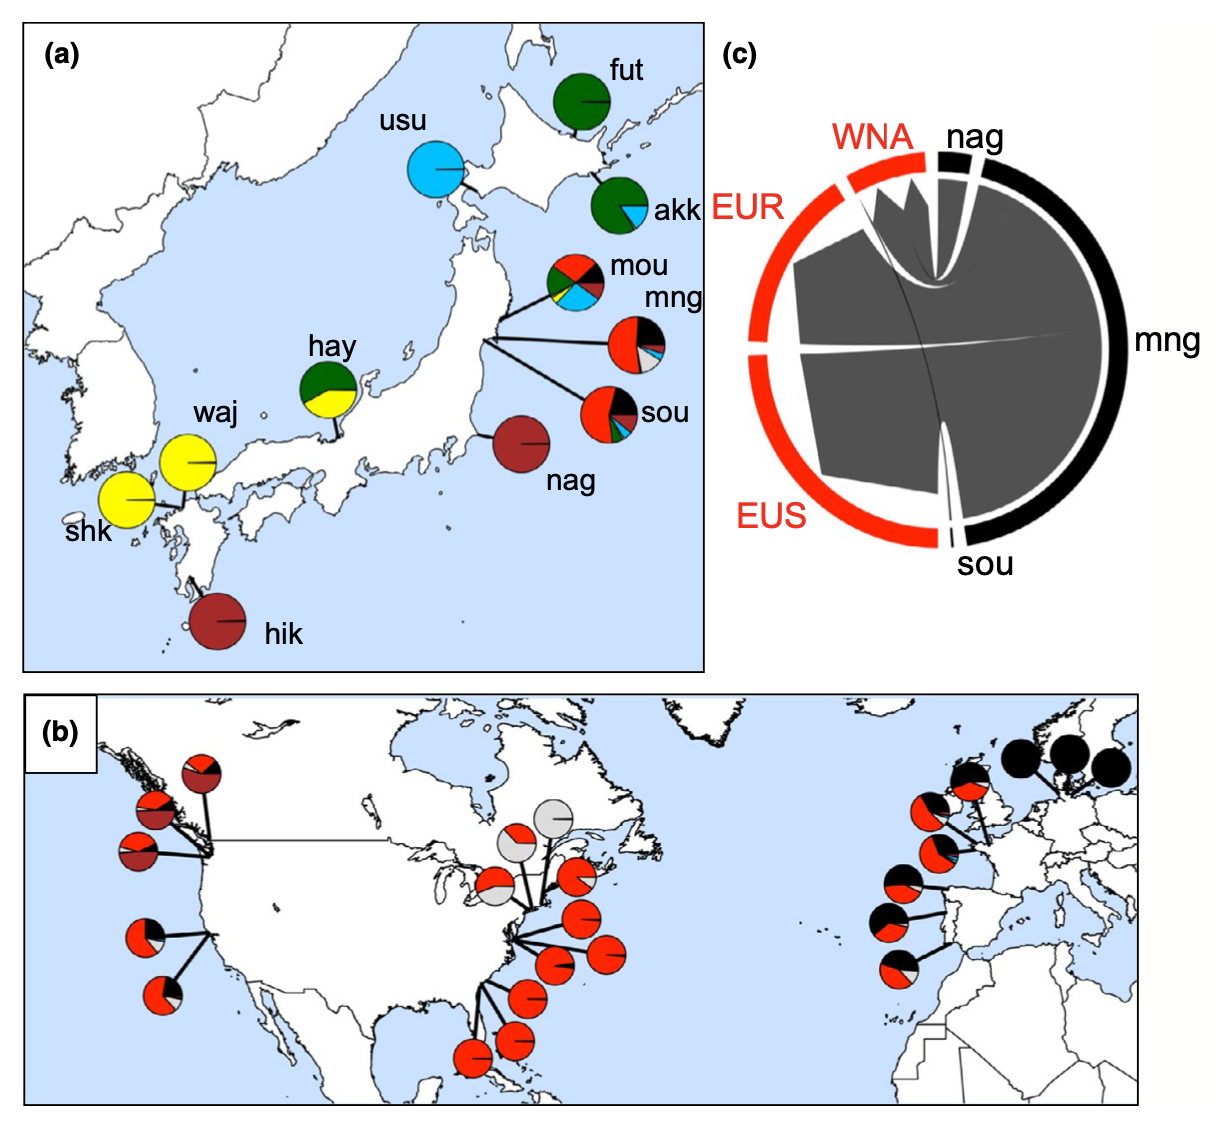 (a)
fut
usu
akk
mou
mng
hay
sou
waj
nag
shk
hik
(c)
WNA
nag
EUR
mng
EUS
sou
(b)